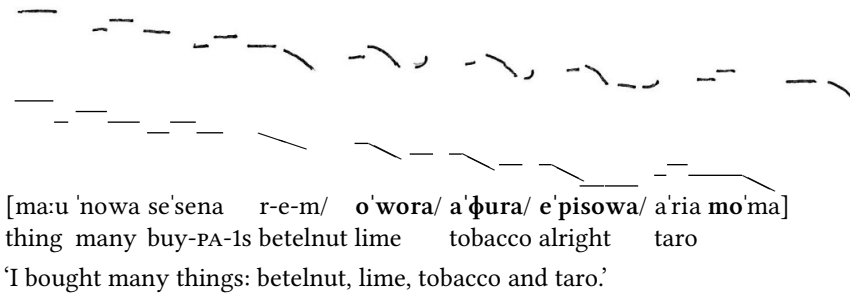 [maːu ˈnowa seˈsena r-e-m/ oˈwora/ aˈɸura/ eˈpisowa/ aˈria moˈma]
thing many buy-PA-1s betelnut lime tobacco alright taro
‘I bought many things: betelnut, lime, tobacco and taro.’